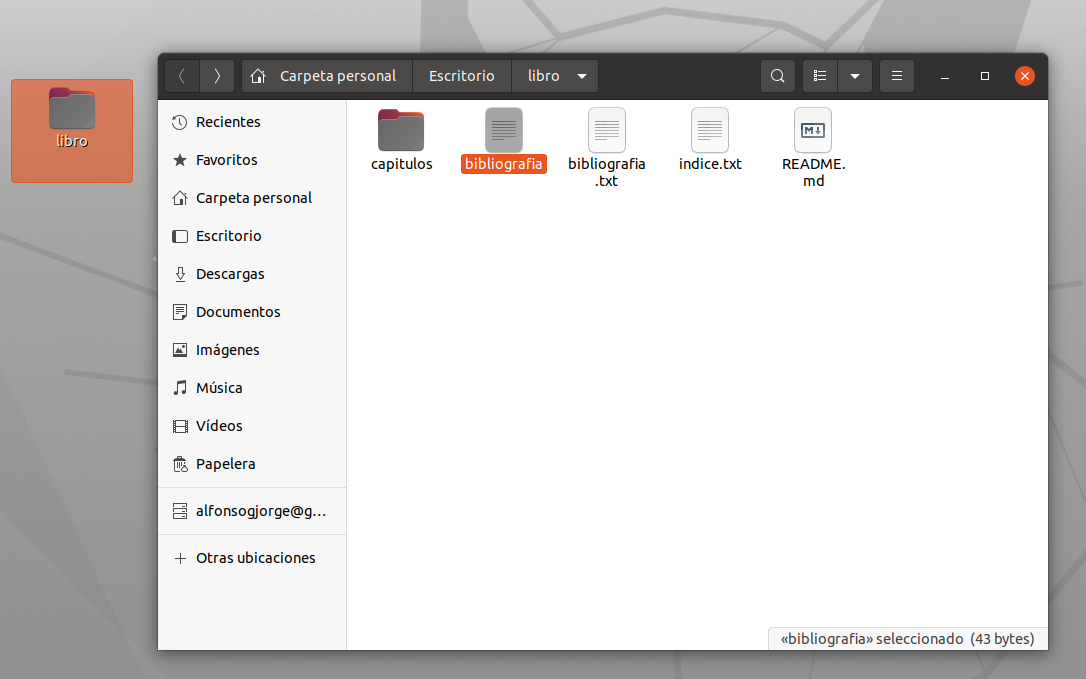 libro
Carpeta personal
Escritorio
libro
Recientes
Favoritos
Carpeta personal
Escritorio
Descargas
Documentos
Imágenes
Música
Vídeos
Papelera
alfonsogjorge@g…
Otras ubicaciones
capitulos
bibliografia
bibliografia
.txt
indice.txt
README.
md
«bibliografia» seleccionado (43 bytes)